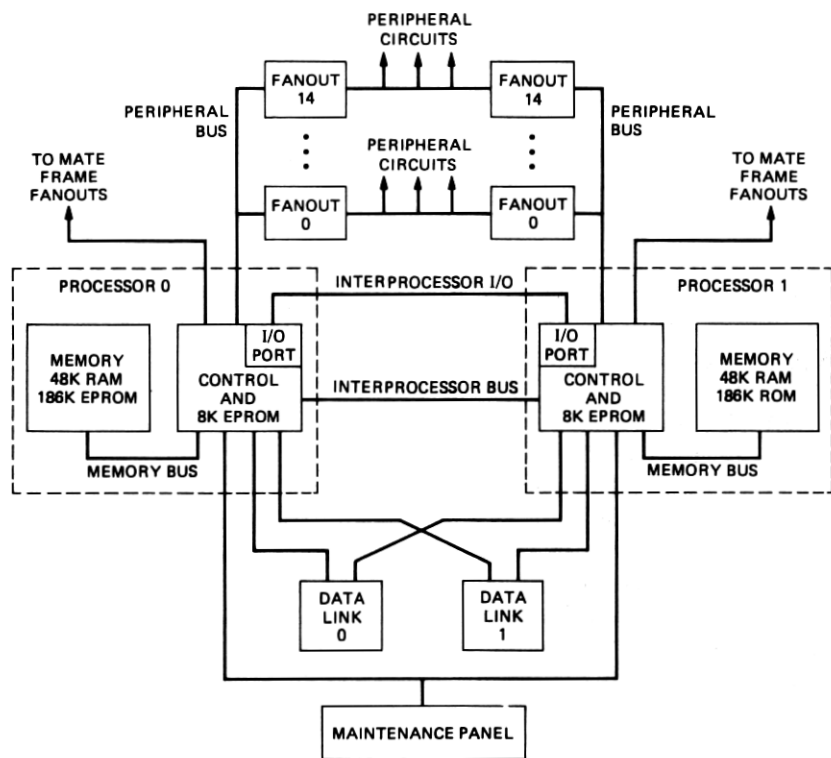 PERIPHERAL
CIRCUITS
FANOUT
14
FANOUT
14
PERIPHERAL
BUS
PERIPHERAL
BUS
PERIPHERAL
CIRCUITS
TO MATE
FRAME
FANOUTS
TO MATE
FRAME
FANOUTS
FANOUT
0
FANOUT
0
PROCESSOR 0
INTERPROCESSOR I/O
PROCESSOR 1
MEMORY
48K RAM
186K EPROM
I/O
PORT
CONTROL
AND
8K EPROM
INTERPROCESSOR BUS
I/O
PORT
CONTROL
AND
8K EPROM
MEMORY
48K RAM
186K ROM
MEMORY BUS
MEMORY BUS
DATA
LINK
0
DATA
LINK
1
MAINTENANCE PANEL